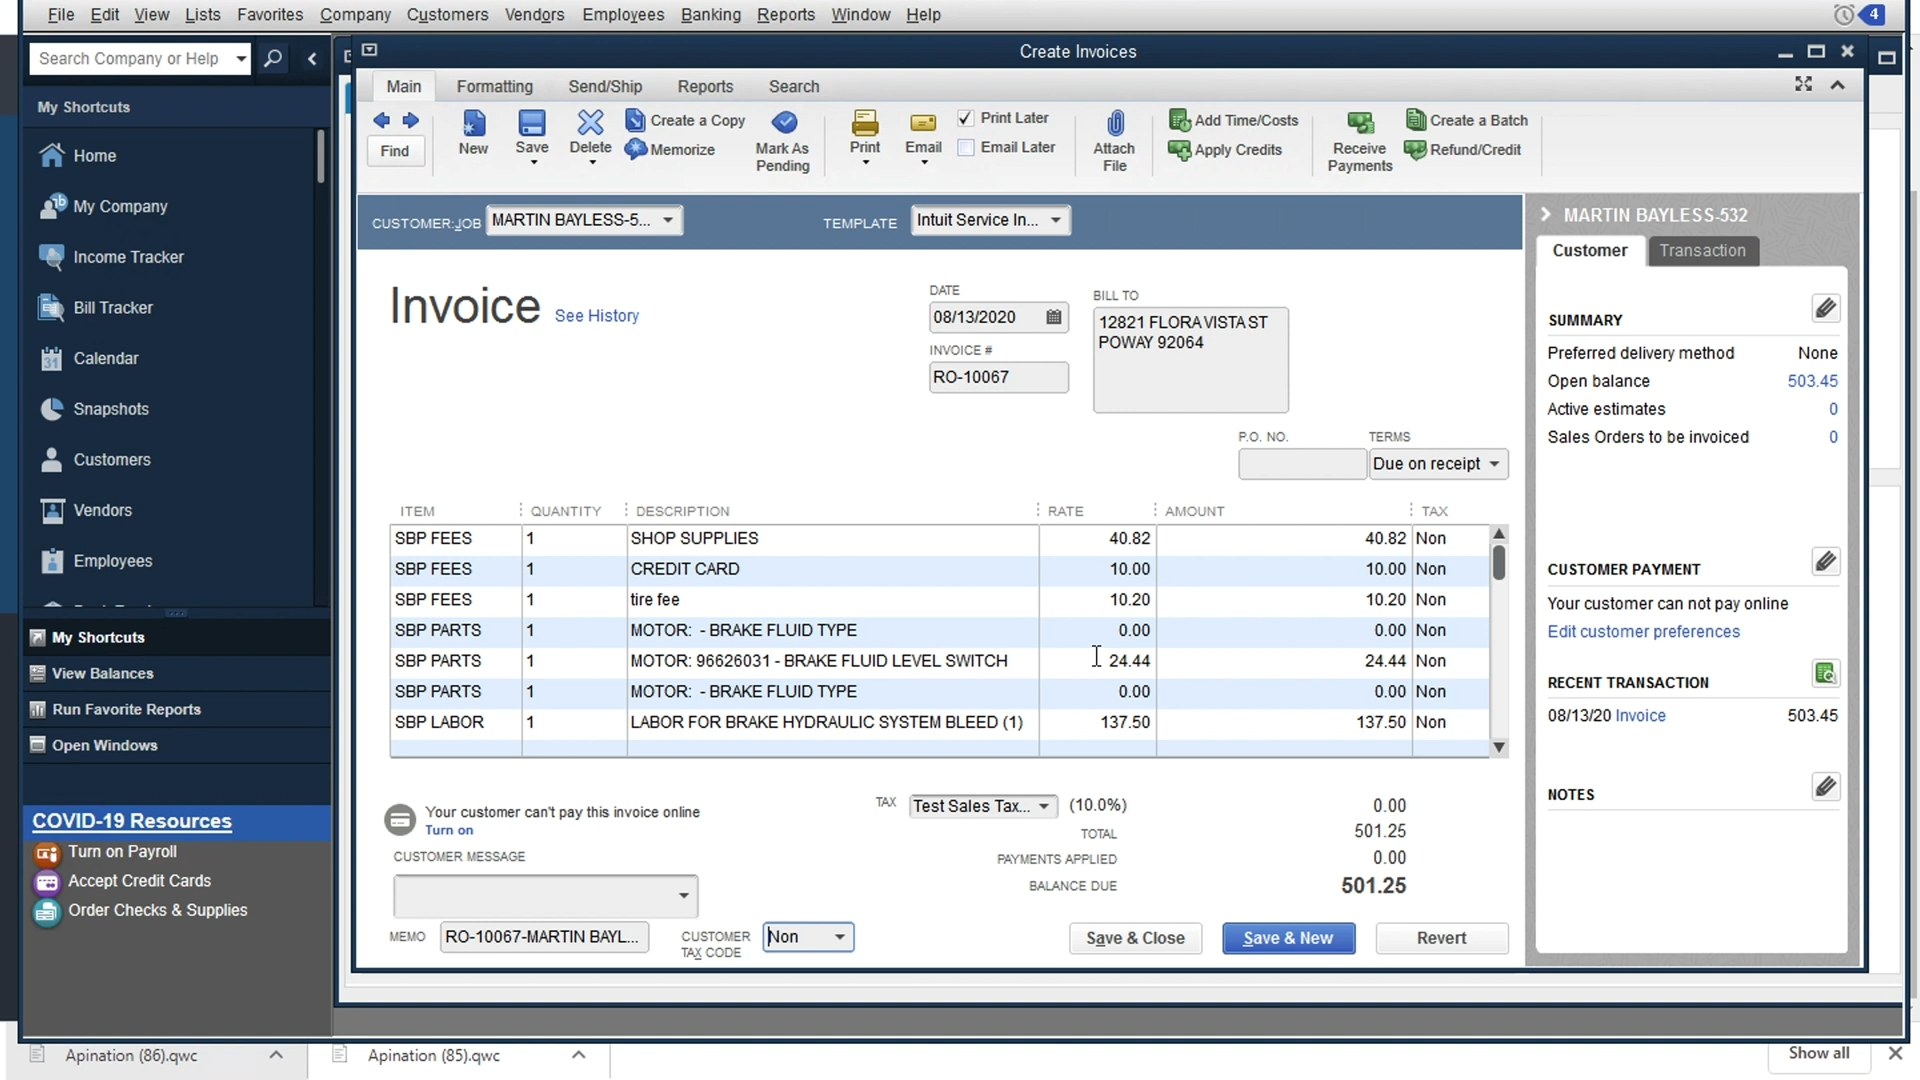 File Edit View Lists Favorites Company Customers Vendors Employees Banking Reports Window Help 4
Search Company or Help
Create Invoices
My Shortcuts
Home
My Company
Income Tracker
Bill Tracker
Calendar
Snapshots
Customers
Vendors
Employees
My Shortcuts
View Balances
Run Favorite Reports
Open Windows
COVID-19 Resources
Turn on Payroll
Accept Credit Cards
Order Checks & Supplies
Main Formatting Send/Ship Reports Search
Find
New
Save
Delete
Create a Copy
Memorize
Mark As
Pending
Print
Email
Print Later
Email Later
Attach
File
Add Time/Costs
Apply Credits
Receive
Payments
Create a Batch
Refund/Credit
CUSTOMER:JOB MARTIN BAYLESS-5... TEMPLATE Intuit Service In...
Invoice See History
DATE
08/13/2020
INVOICE #
RO-10067
BILL TO
12821 FLORA VISTA ST
POWAY 92064
P.O. NO. TERMS
Due on receipt
ITEM QUANTITY DESCRIPTION RATE AMOUNT TAX
SBP FEES 1 SHOP SUPPLIES 40.82 40.82 Non
SBP FEES 1 CREDIT CARD 10.00 10.00 Non
SBP FEES 1 tire fee 10.20 10.20 Non
SBP PARTS 1 MOTOR:  - BRAKE FLUID TYPE 0.00 0.00 Non
SBP PARTS 1 MOTOR: 96626031 - BRAKE FLUID LEVEL SWITCH 24.44 24.44 Non
SBP PARTS 1 MOTOR:  - BRAKE FLUID TYPE 0.00 0.00 Non
SBP LABOR 1 LABOR FOR BRAKE HYDRAULIC SYSTEM BLEED (1) 137.50 137.50 Non
Your customer can't pay this invoice online
Turn on
CUSTOMER MESSAGE
TAX Test Sales Tax... (10.0%) 0.00
TOTAL 501.25
PAYMENTS APPLIED 0.00
BALANCE DUE 501.25
MEMO RO-10067-MARTIN BAYL...
CUSTOMER
TAX CODE
Non
Save & Close Save & New Revert
MARTIN BAYLESS-532
Customer Transaction
SUMMARY
Preferred delivery method None
Open balance 503.45
Active estimates 0
Sales Orders to be invoiced 0
CUSTOMER PAYMENT
Your customer can not pay online
Edit customer preferences
RECENT TRANSACTION
08/13/20 Invoice 503.45
NOTES
Apination (86).qwc Apination (85).qwc Show all